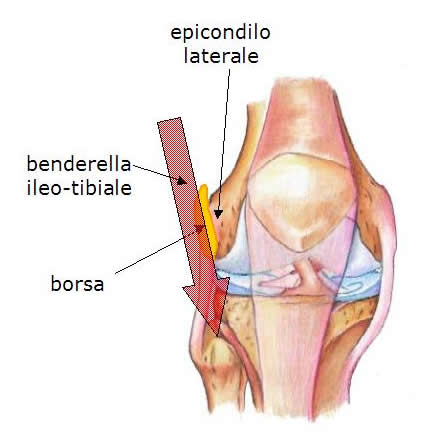 epicondilo
laterale
benderella
ileo-tibiale
borsa